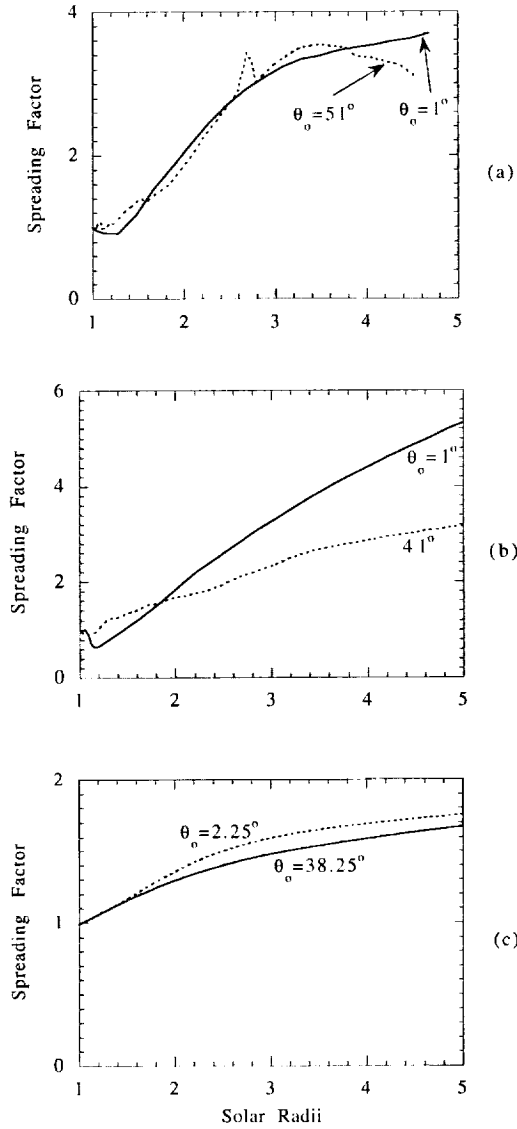 4
2
0
Spreading Factor
θo=51°
θo=1°
(a)
1 2 3 4 5
6
4
2
0
Spreading Factor
θo=1°
41°
(b)
1 2 3 4 5
2
1
0
Spreading Factor
θo=2.25°
θo=38.25°
(c)
1 2 3 4 5
Solar Radii